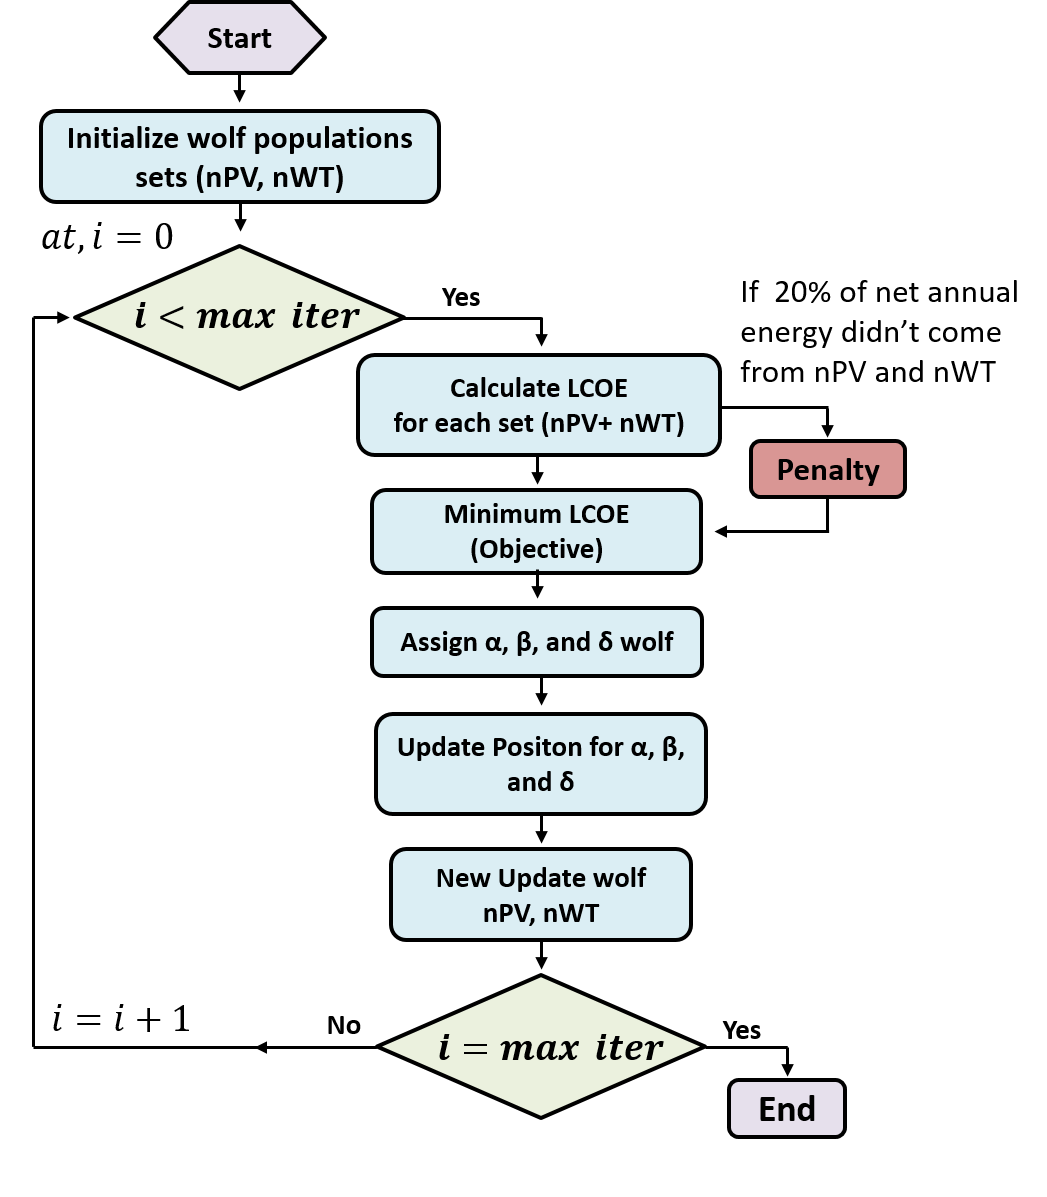 Start
Initialize wolf populations
sets (nPV, nWT)
at, i = 0
i < max iter
Yes
If 20% of net annual
energy didn't come
from nPV and nWT
Calculate LCOE
for each set (nPV+ nWT)
Penalty
Minimum LCOE
(Objective)
Assign α, β, and δ wolf
Update Positon for α, β,
and δ
New Update wolf
nPV, nWT
i = i + 1
No
i = max iter
Yes
End